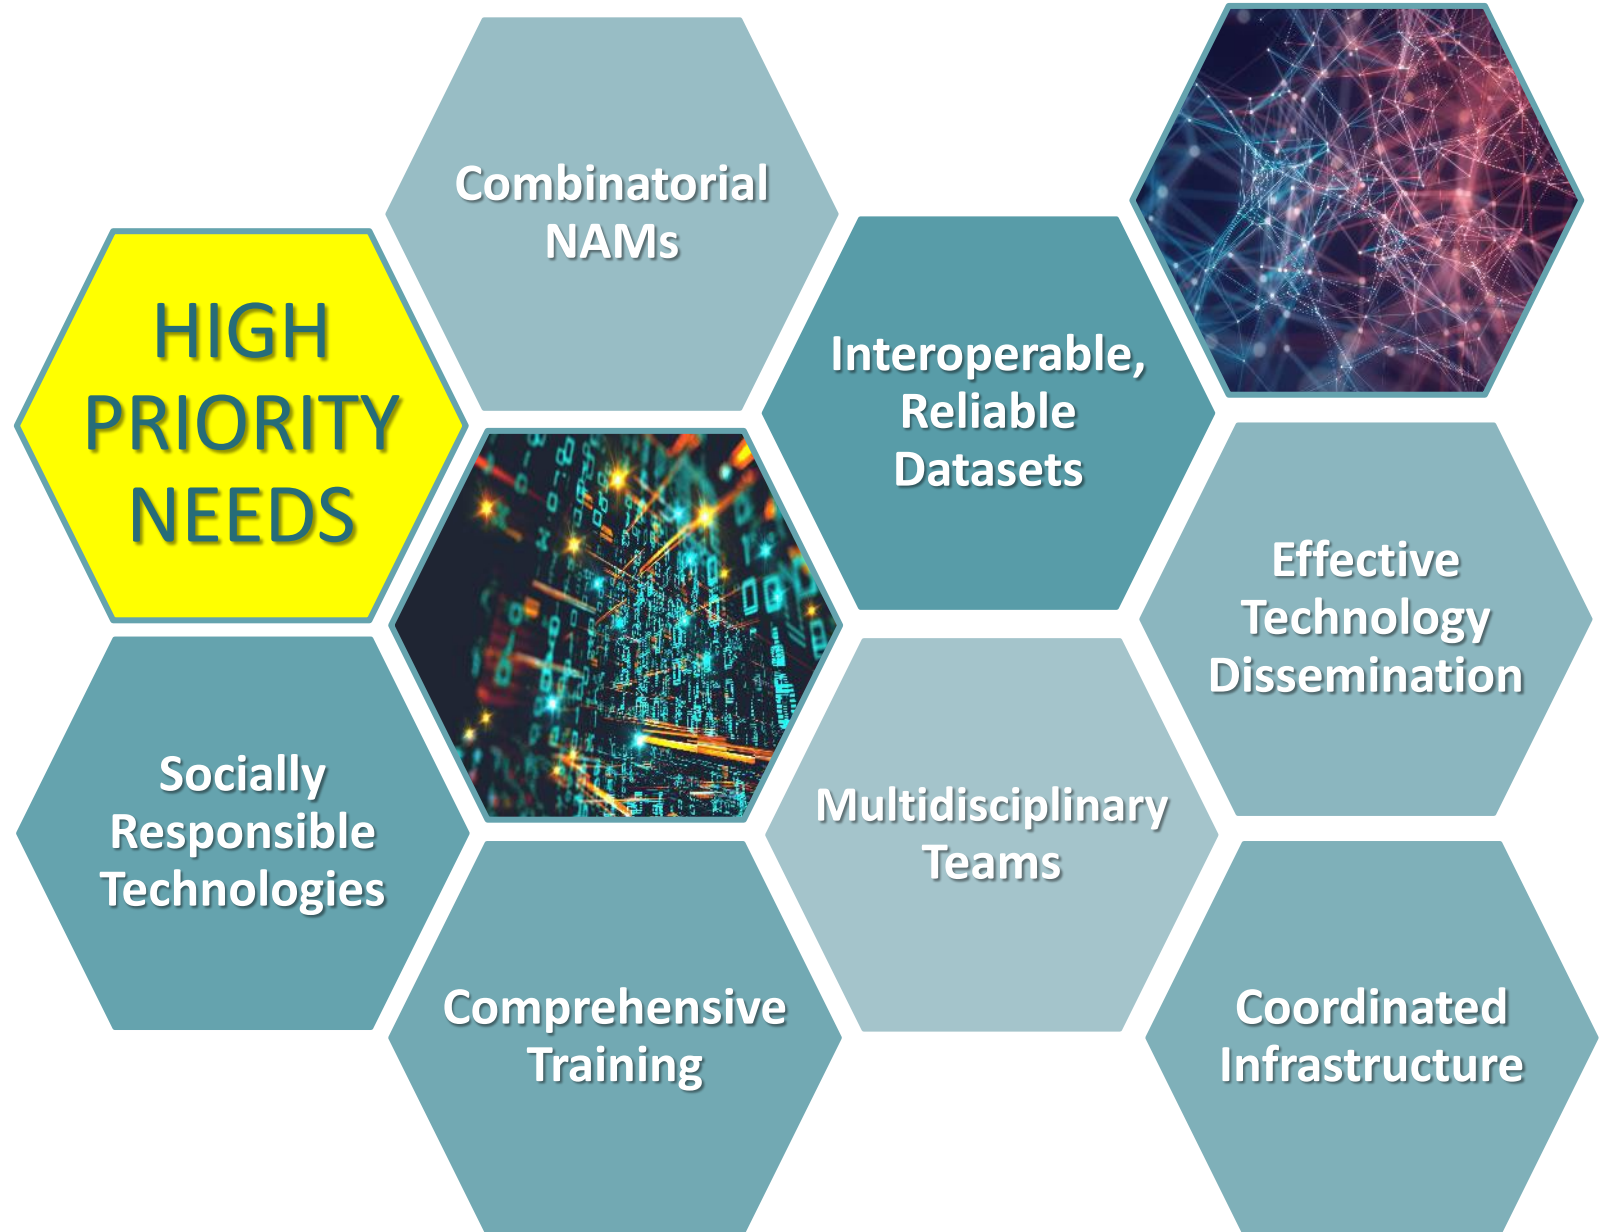 HIGH
PRIORITY
NEEDS
Combinatorial
NAMs
Interoperable,
Reliable
Datasets
Effective
Technology
Dissemination
Socially
Responsible
Technologies
Multidisciplinary
Teams
Comprehensive
Training
Coordinated
Infrastructure